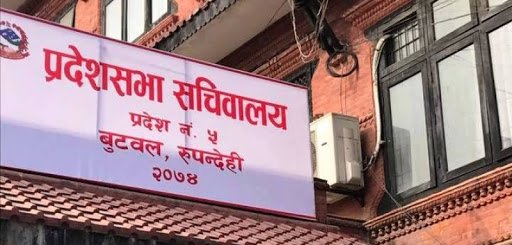 प्रदेशसभा सचिवालय
प्रदेश नं. ५
बुटवल, रुपन्देही
२०७४